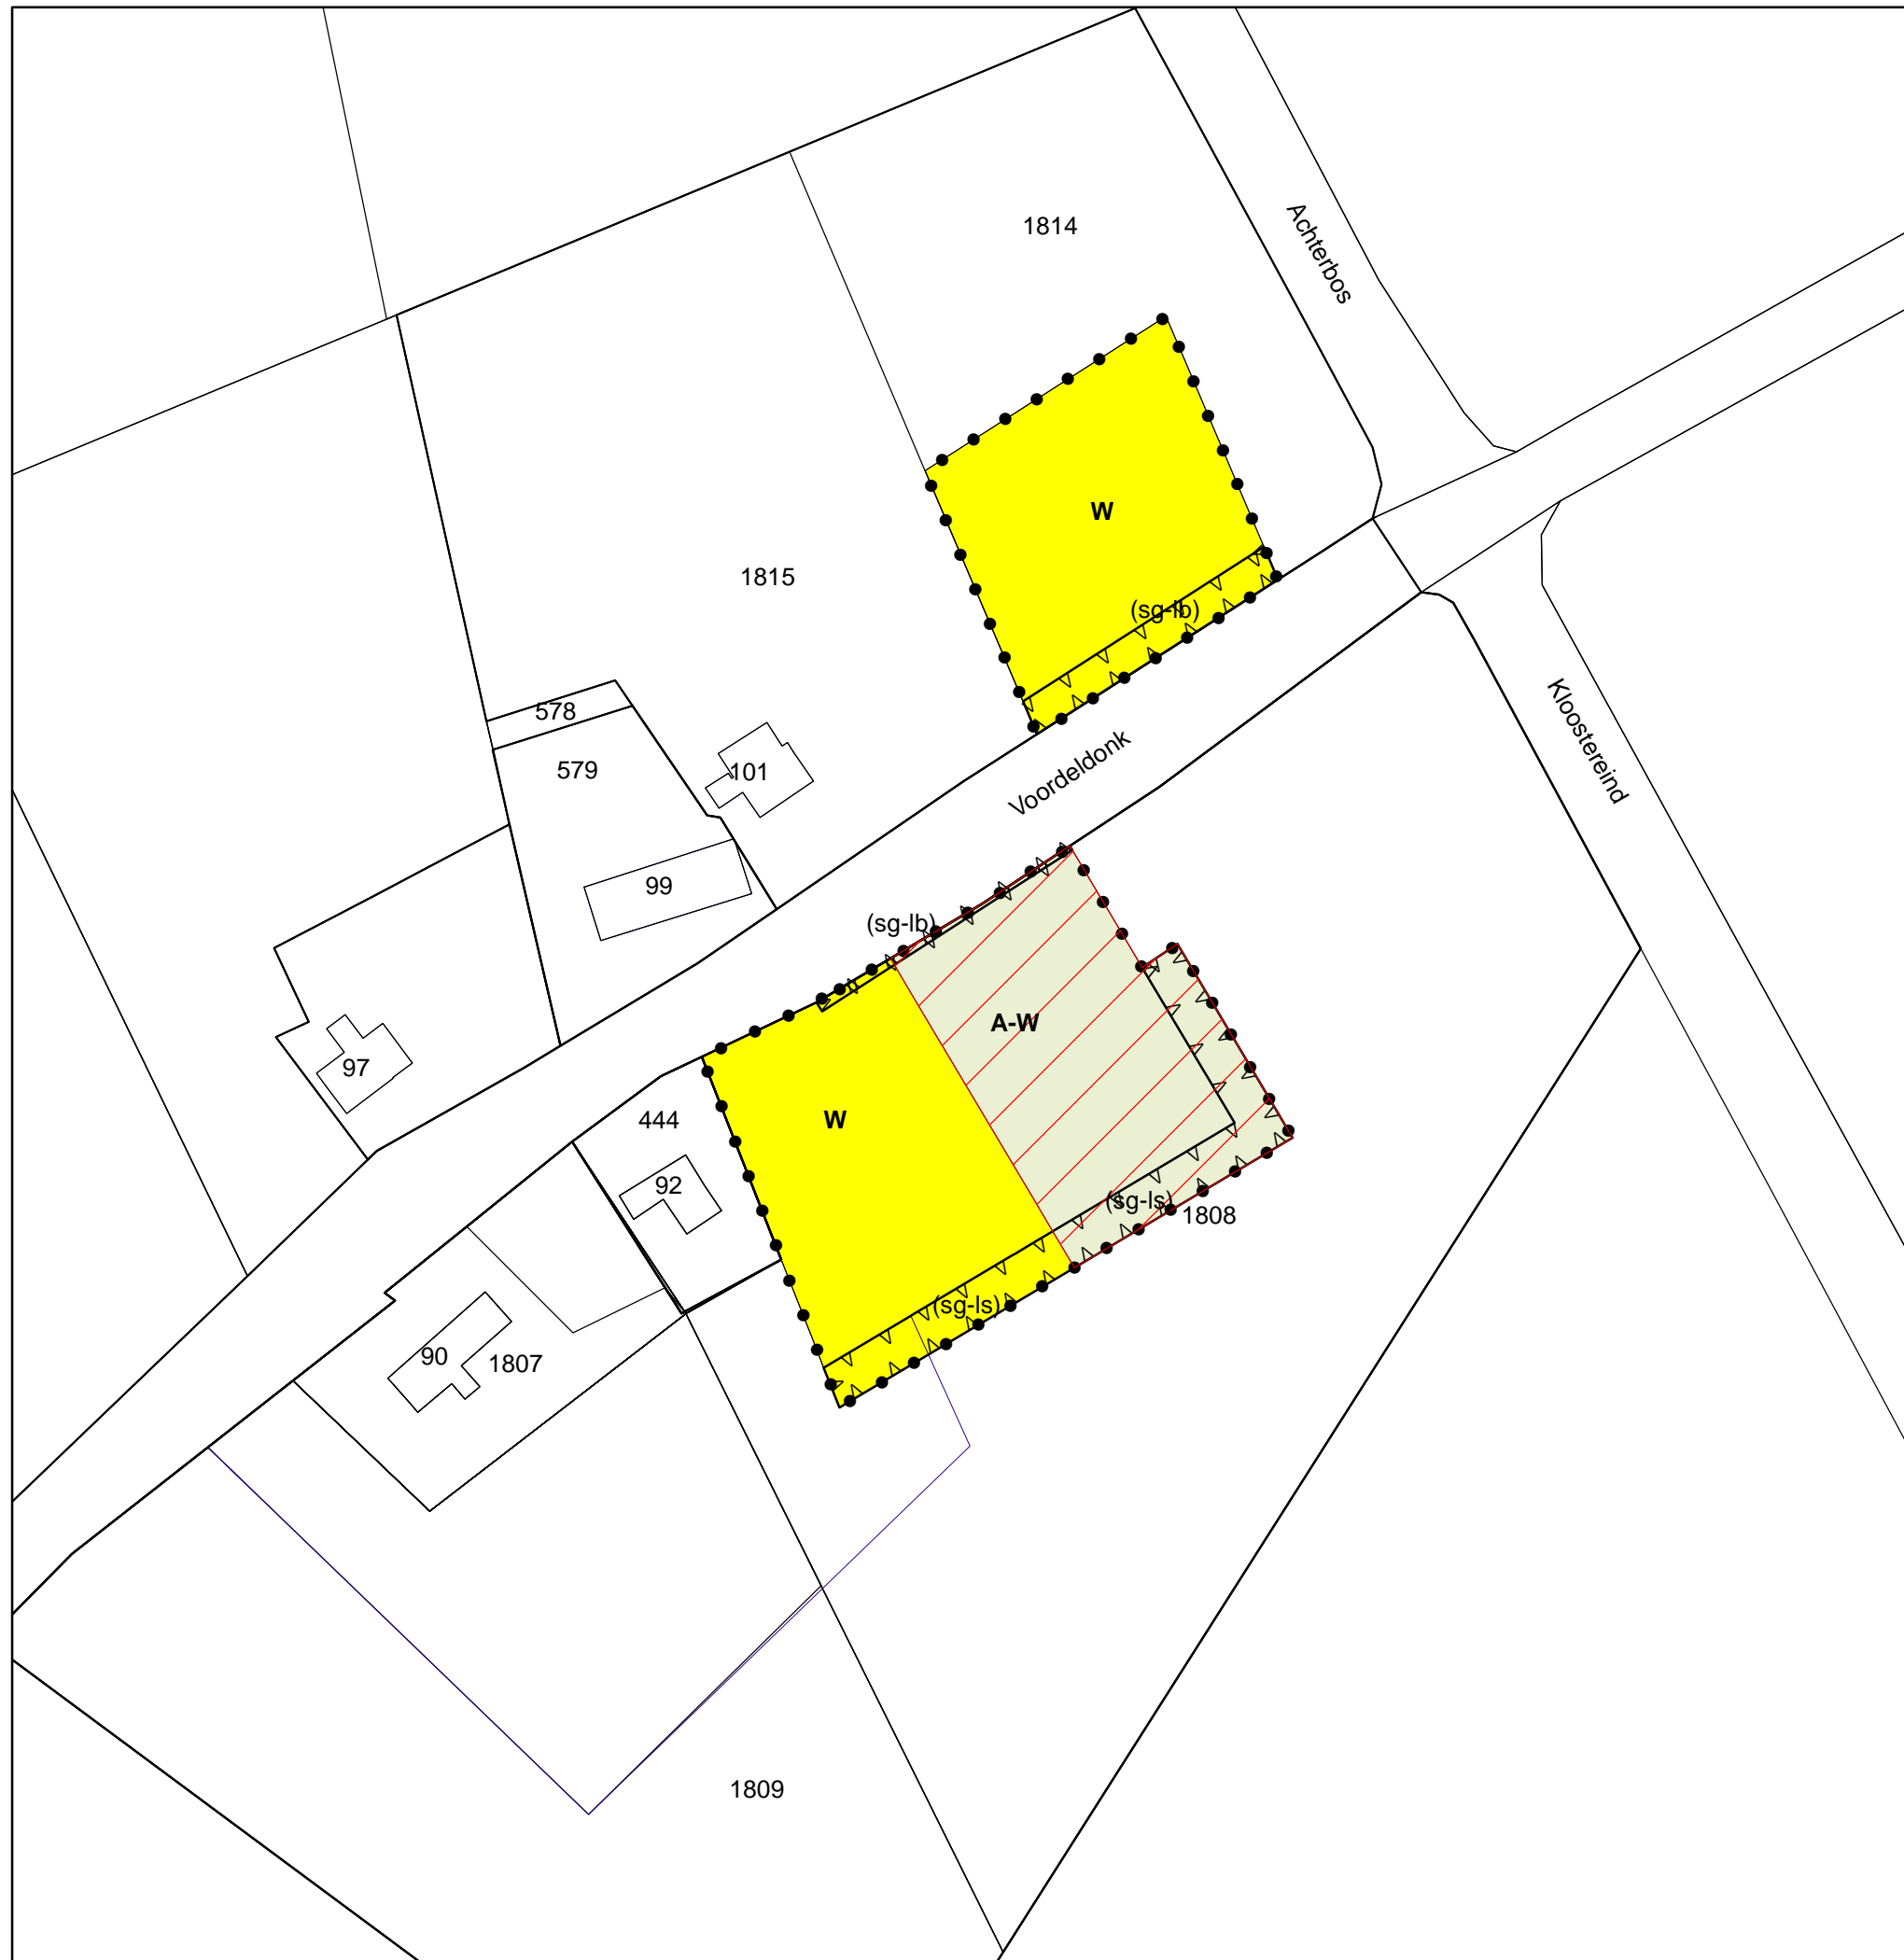 1814
Achterbos
W
1815
(sg-lb)
578
Kloostereind
579
101
Voordeldonk
99
(sg-lb)
A-W
97
444
W
92
(sg-ls)
1808
(sg-ls)
90
1807
1809